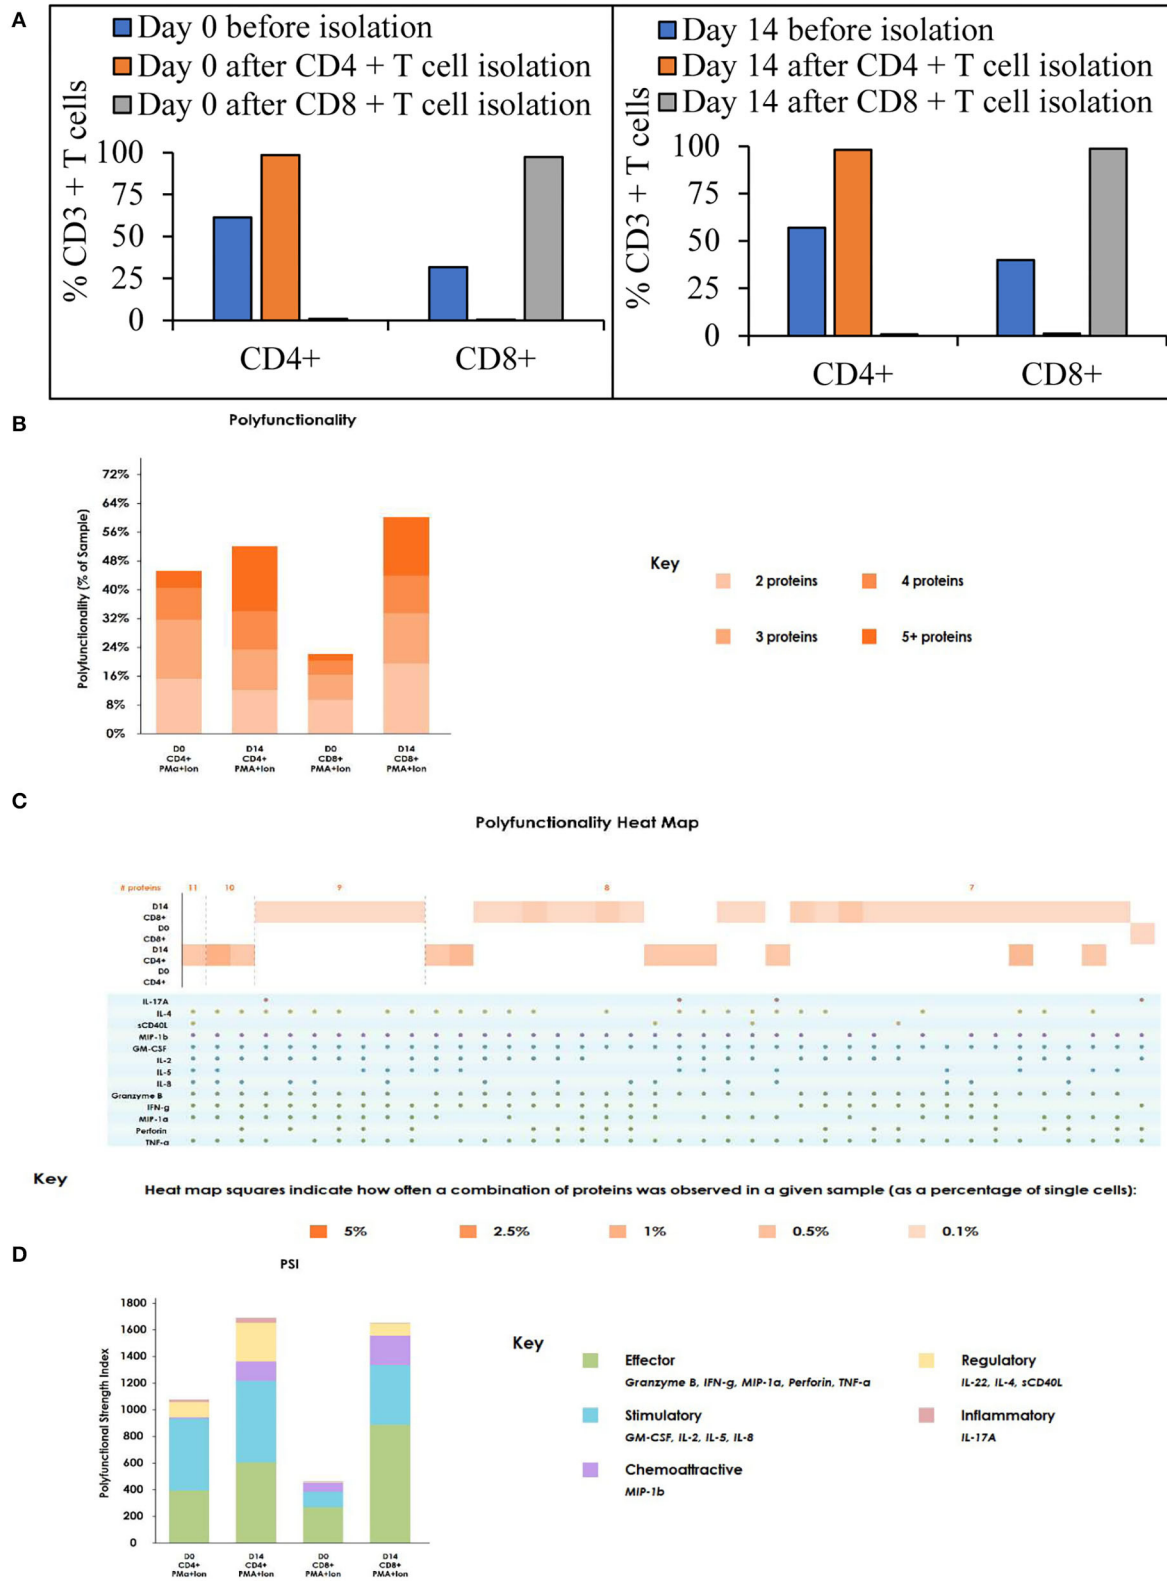 A
Day 0 before isolation
Day 0 after CD4 + T cell isolation
Day 0 after CD8 + T cell isolation
% CD3 + T cells
100
75
50
25
0
CD4+
CD8+
Day 14 before isolation
Day 14 after CD4 + T cell isolation
Day 14 after CD8 + T cell isolation
% CD3 + T cells
100
75
50
25
0
CD4+
CD8+
B
Polyfunctionality
Polyfunctionality (% of Sample)
72%
64%
56%
48%
40%
32%
24%
16%
8%
0%
D0
CD4+
PMa+Ion
D14
CD4+
PMA+Ion
D0
CD8+
PMA+Ion
D14
CD8+
PMA+Ion
Key
2 proteins
4 proteins
3 proteins
5+ proteins
C
Polyfunctionality Heat Map
# proteins 11 10 9 8 7
D14
CD8+
D0
CD8+
D14
CD4+
D0
CD4+
IL-17A
IL-4
sCD40L
MIP-1b
GM-CSF
IL-2
IL-5
IL-8
Granzyme B
IFN-g
MIP-1a
Perforin
TNF-a
Key
Heat map squares indicate how often a combination of proteins was observed in a given sample (as a percentage of single cells):
5% 2.5% 1% 0.5% 0.1%
D
PSI
Polyfunctional Strength Index
1800
1600
1400
1200
1000
800
600
400
200
0
D0
CD4+
PMa+Ion
D14
CD4+
PMA+Ion
D0
CD8+
PMA+Ion
D14
CD8+
PMA+Ion
Key
Effector
Granzyme B, IFN-g, MIP-1a, Perforin, TNF-a
Regulatory
IL-22, IL-4, sCD40L
Stimulatory
GM-CSF, IL-2, IL-5, IL-8
Inflammatory
IL-17A
Chemoattractive
MIP-1b